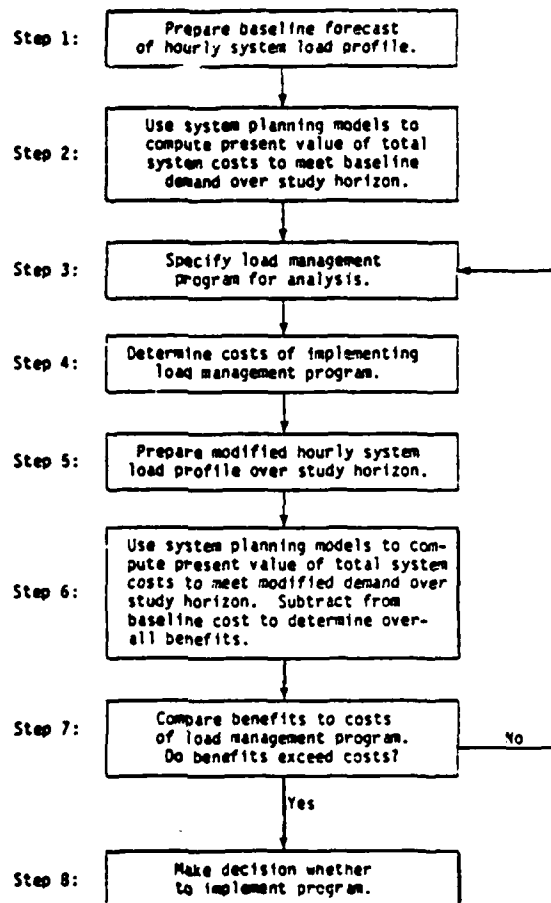 Step 1:
Prepare baseline forecast
of hourly system load profile.
Step 2:
Use system planning models to
compute present value of total
system costs to meet baseline
demand over study horizon.
Step 3:
Specify load management
program for analysis.
Step 4:
Determine costs of implementing
load management program.
Step 5:
Prepare modified hourly system
load profile over study horizon.
Step 6:
Use system planning models to com-
pute present value of total system
costs to meet modified demand over
study horizon. Subtract from
baseline cost to determine over-
all benefits.
Step 7:
Compare benefits to costs
of load management program.
Do benefits exceed costs?
No
Yes
Step 8:
Make decision whether
to implement program.